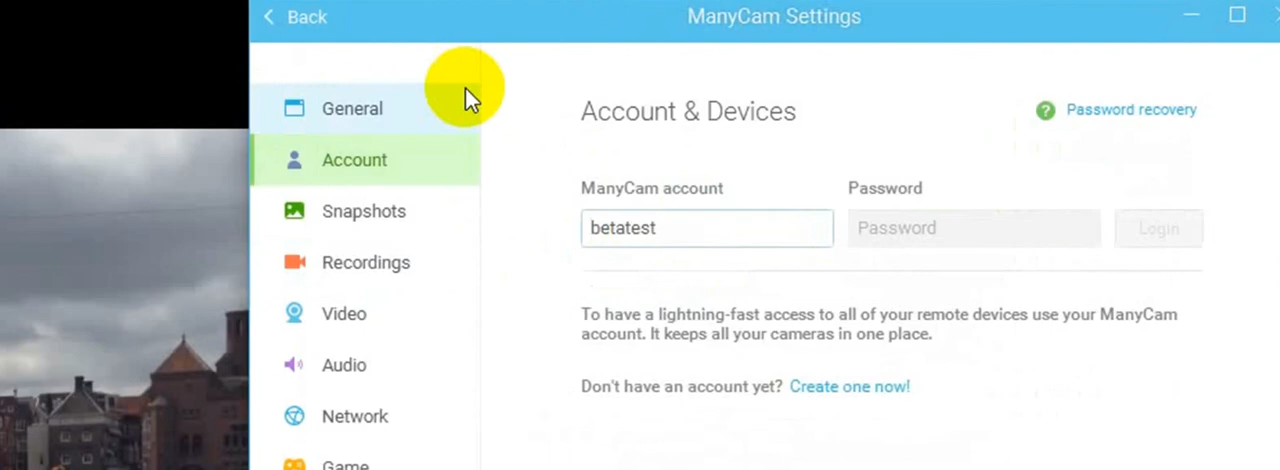 Back
ManyCam Settings
General
Account
Snapshots
Recordings
Video
Audio
Network
Game
Account & Devices
? Password recovery
ManyCam account
Password
betatest
Password
Login
To have a lightning-fast access to all of your remote devices use your ManyCam
account. It keeps all your cameras in one place.
Don't have an account yet? Create one now!